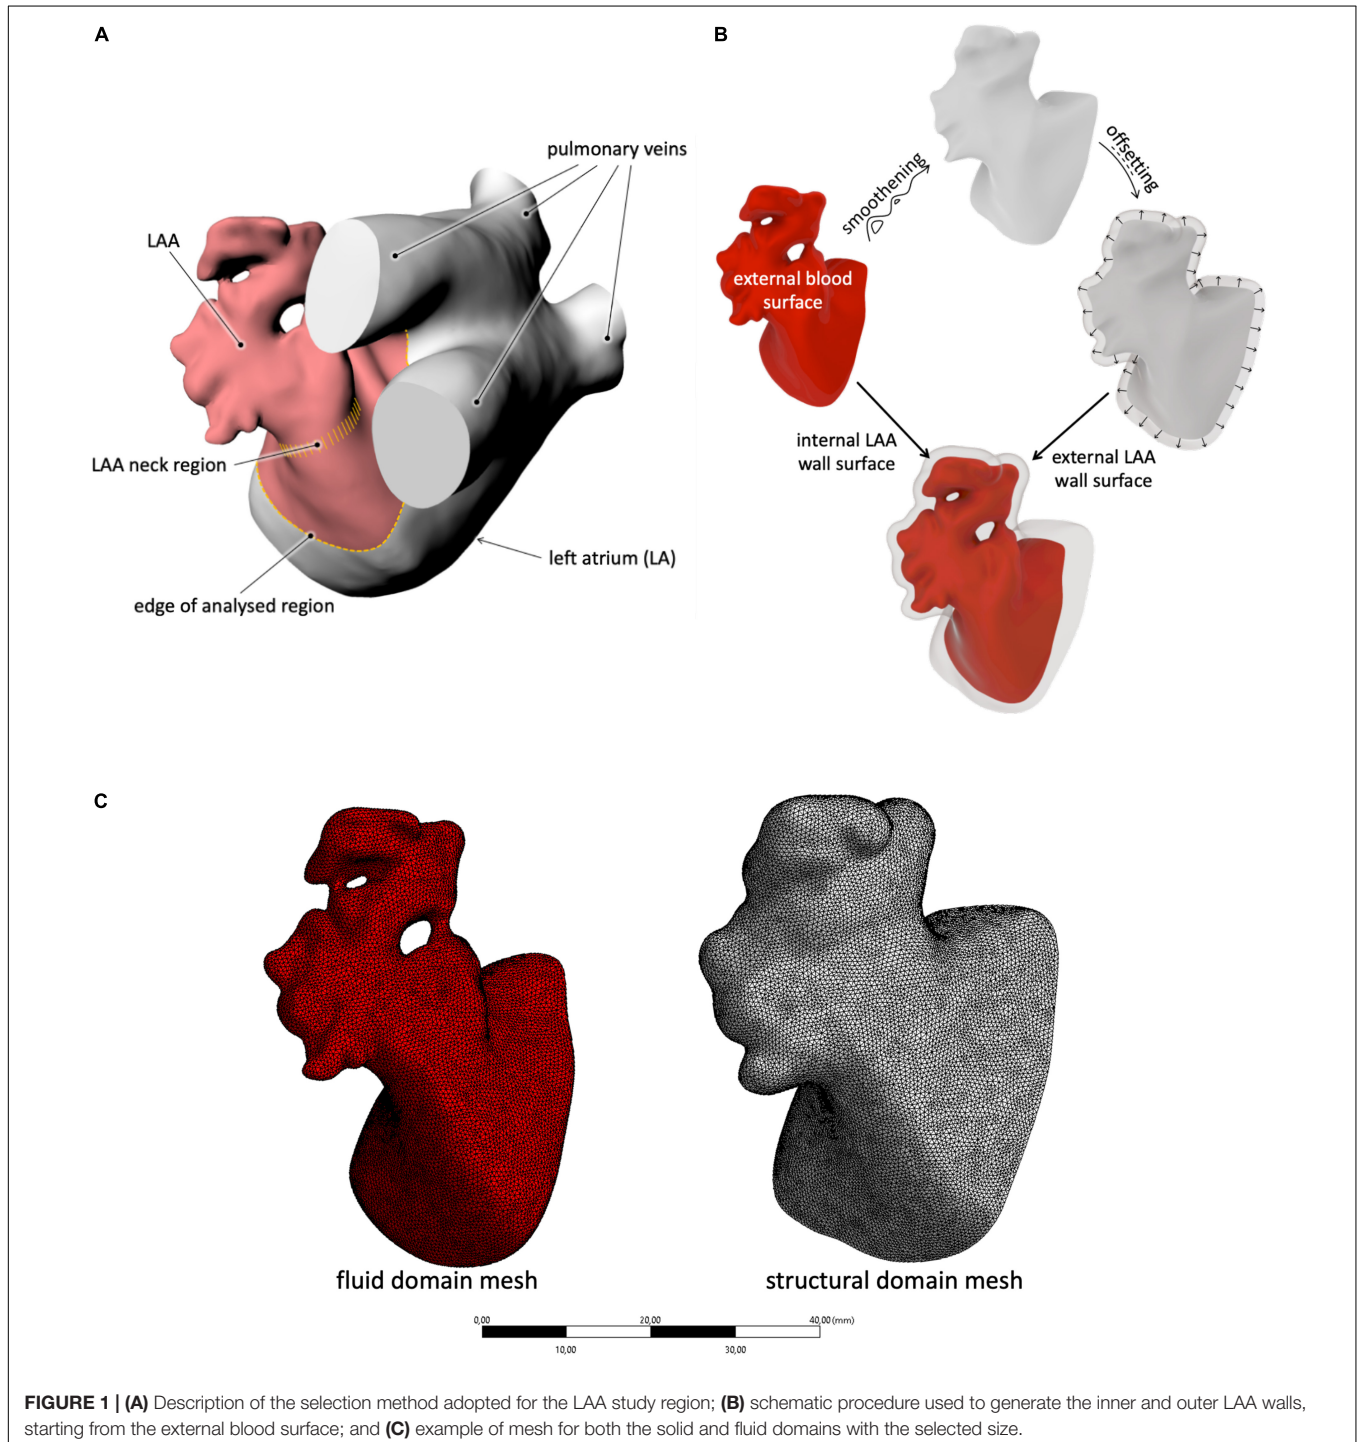 A
pulmonary veins
LAA
LAA neck region
left atrium (LA)
edge of analysed region
B
smoothening
offsetting
external blood
surface
internal LAA
wall surface
external LAA
wall surface
C
fluid domain mesh
structural domain mesh
0,00 20,00 40,00 (mm)
10,00 30,00
FIGURE 1 | (A) Description of the selection method adopted for the LAA study region; (B) schematic procedure used to generate the inner and outer LAA walls,
starting from the external blood surface; and (C) example of mesh for both the solid and fluid domains with the selected size.